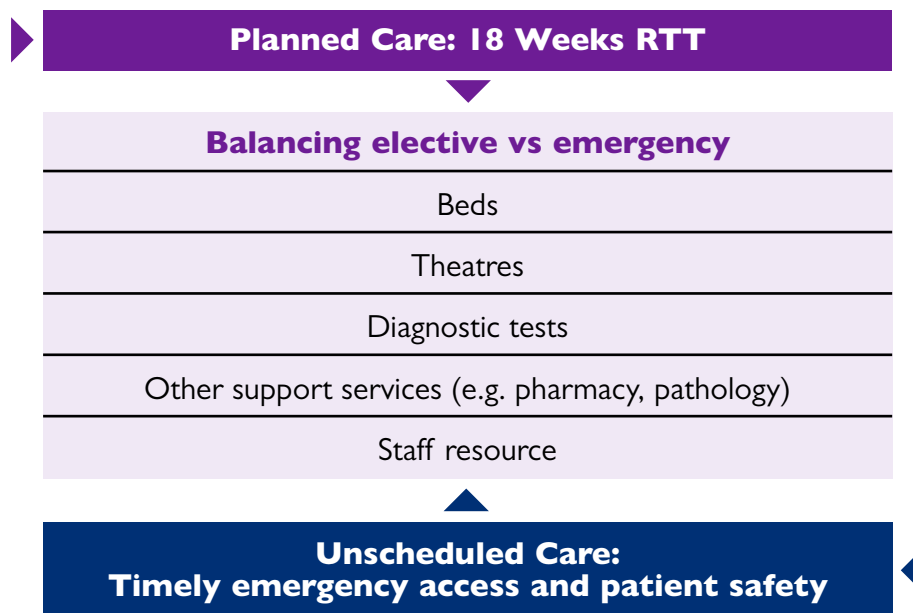 Planned Care: 18 Weeks RTT
Balancing elective vs emergency
Beds
Theatres
Diagnostic tests
Other support services (e.g. pharmacy, pathology)
Staff resource
Unscheduled Care:
Timely emergency access and patient safety